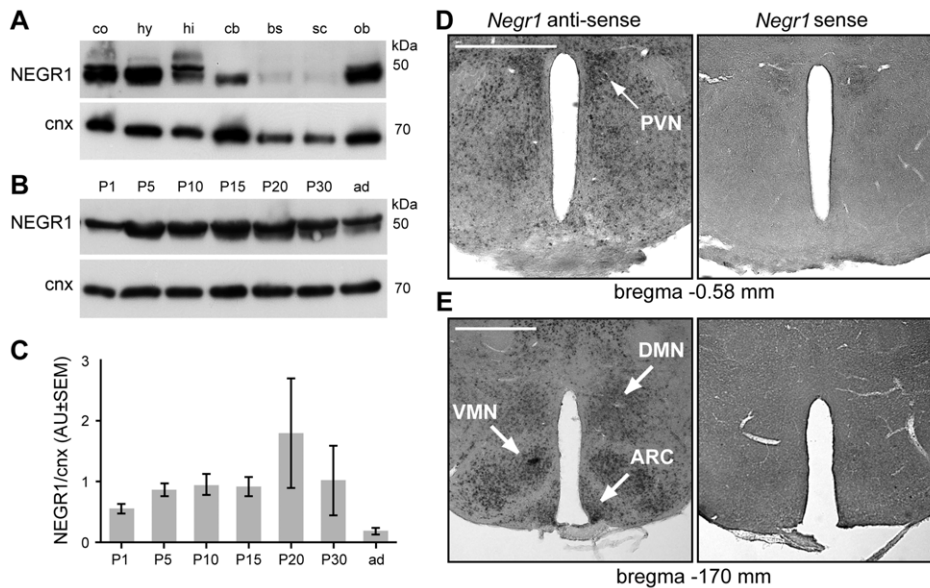 A
co hy hi cb bs sc ob
kDa
NEGR1
50
cnx
70
B
P1 P5 P10 P15 P20 P30 ad
kDa
NEGR1
50
cnx
70
C
NEGR1/cnx (AU±SEM)
3
2
1
0
P1 P5 P10 P15 P20 P30 ad
D
Negr1 anti-sense
Negr1 sense
PVN
bregma -0.58 mm
E
DMN
VMN
ARC
bregma -170 mm